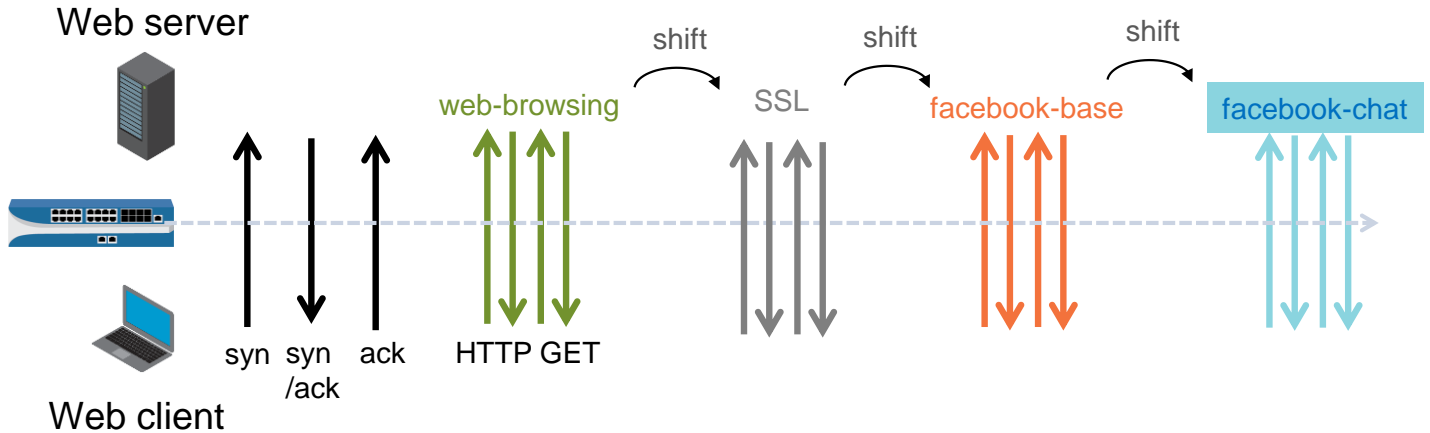 Web server
shift
shift
shift
web-browsing
SSL
facebook-base
facebook-chat
syn
syn
/ack
ack
HTTP GET
Web client